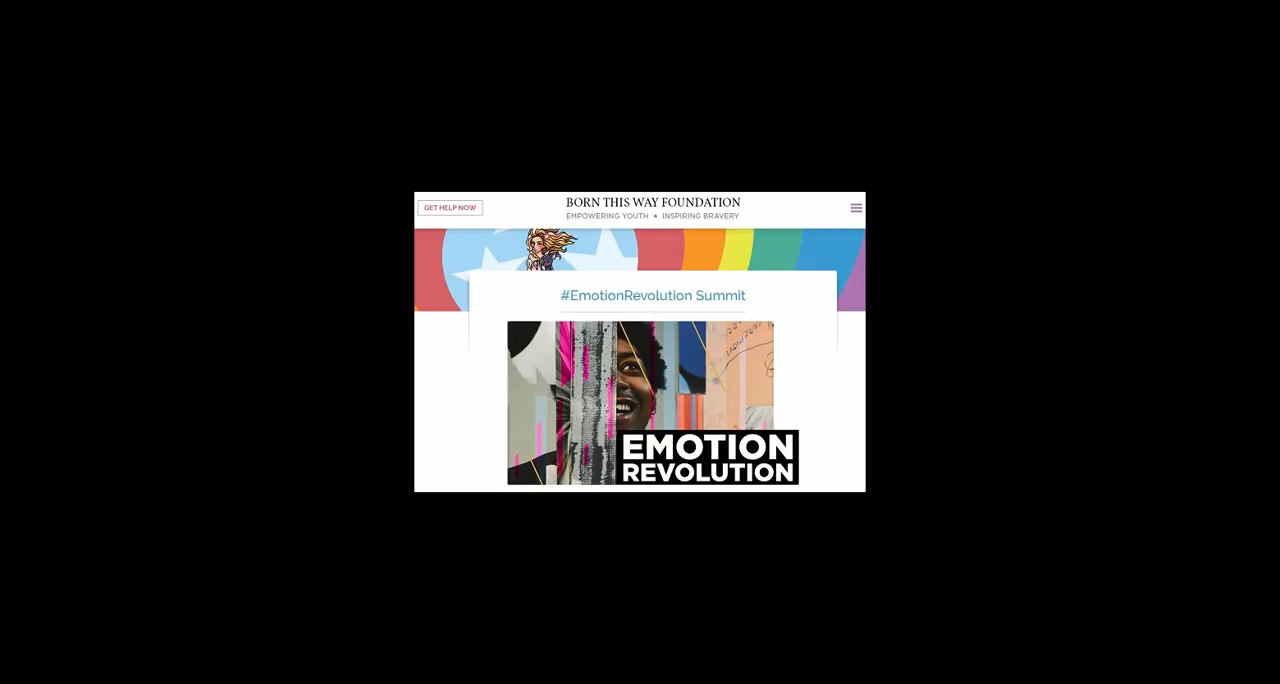 GET HELP NOW
BORN THIS WAY FOUNDATION
EMPOWERING YOUTH ★ INSPIRING BRAVERY
#EmotionRevolution Summit
EMOTION
REVOLUTION